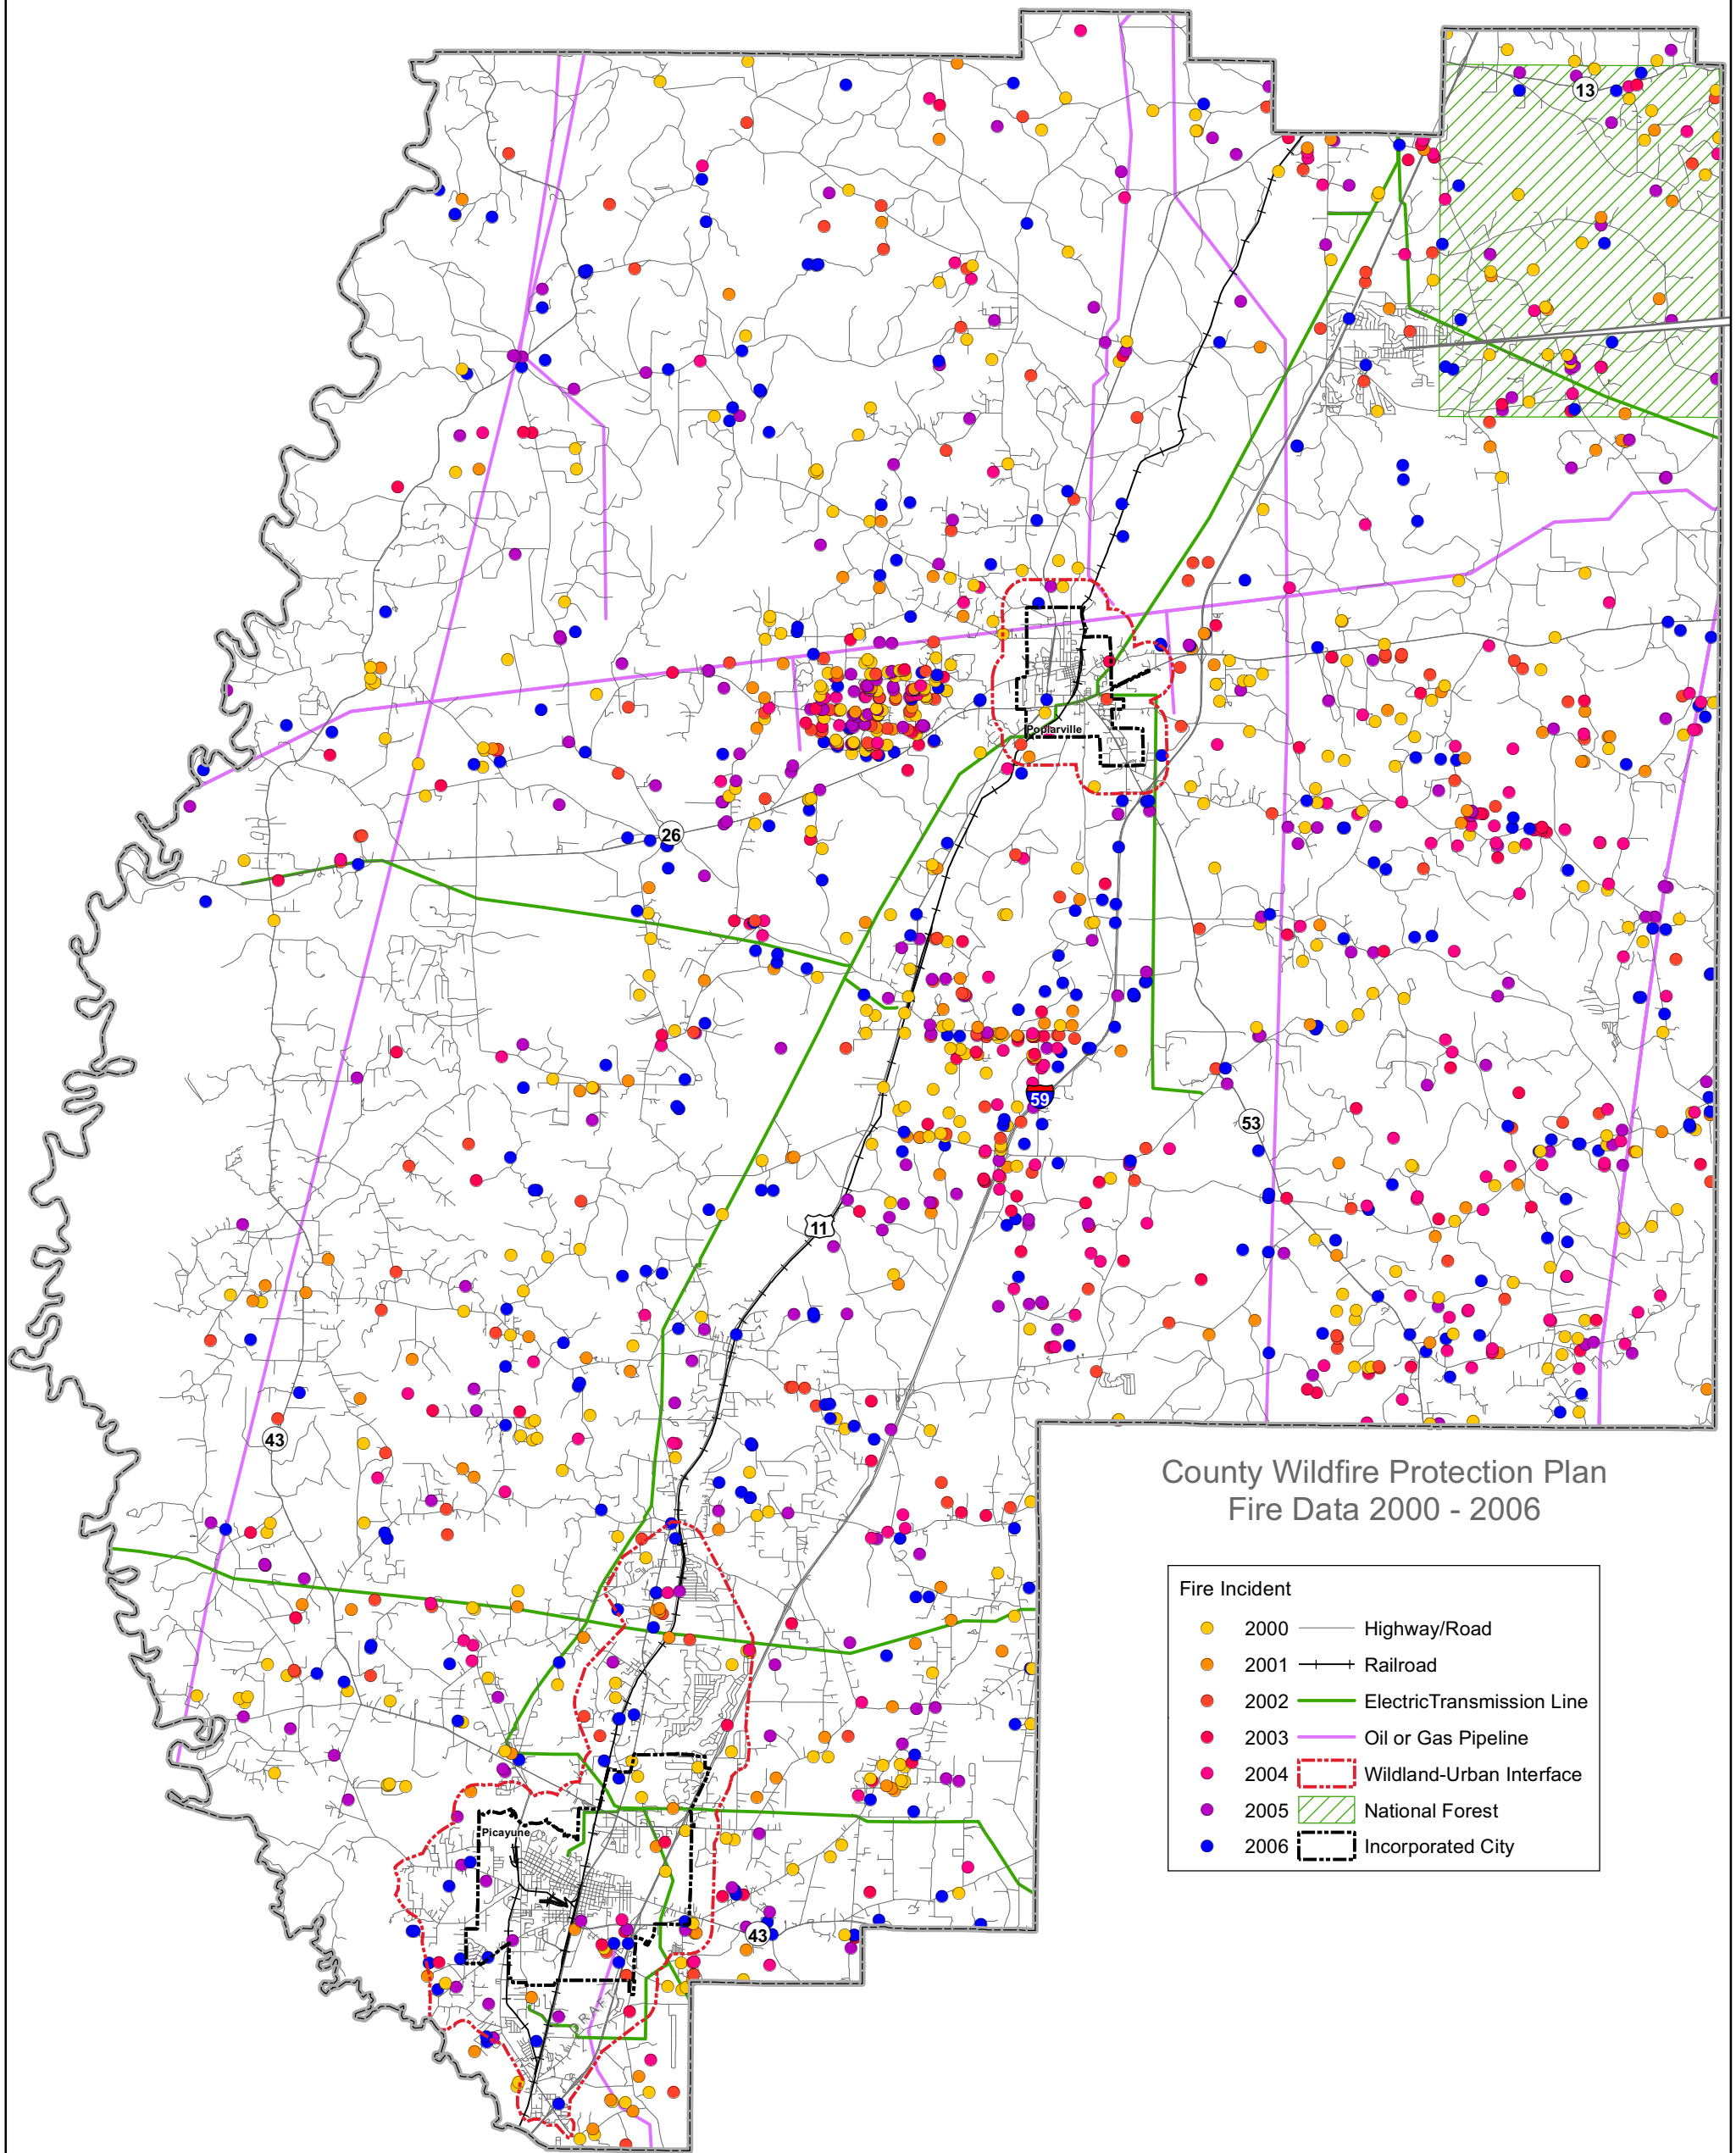 13
Poplarville
26
59
53
11
43
County Wildfire Protection Plan
Fire Data 2000 - 2006
Fire Incident
2000 Highway/Road
2001 Railroad
2002 ElectricTransmission Line
2003 Oil or Gas Pipeline
2004 Wildland-Urban Interface
2005 National Forest
2006 Incorporated City
Picayune
43